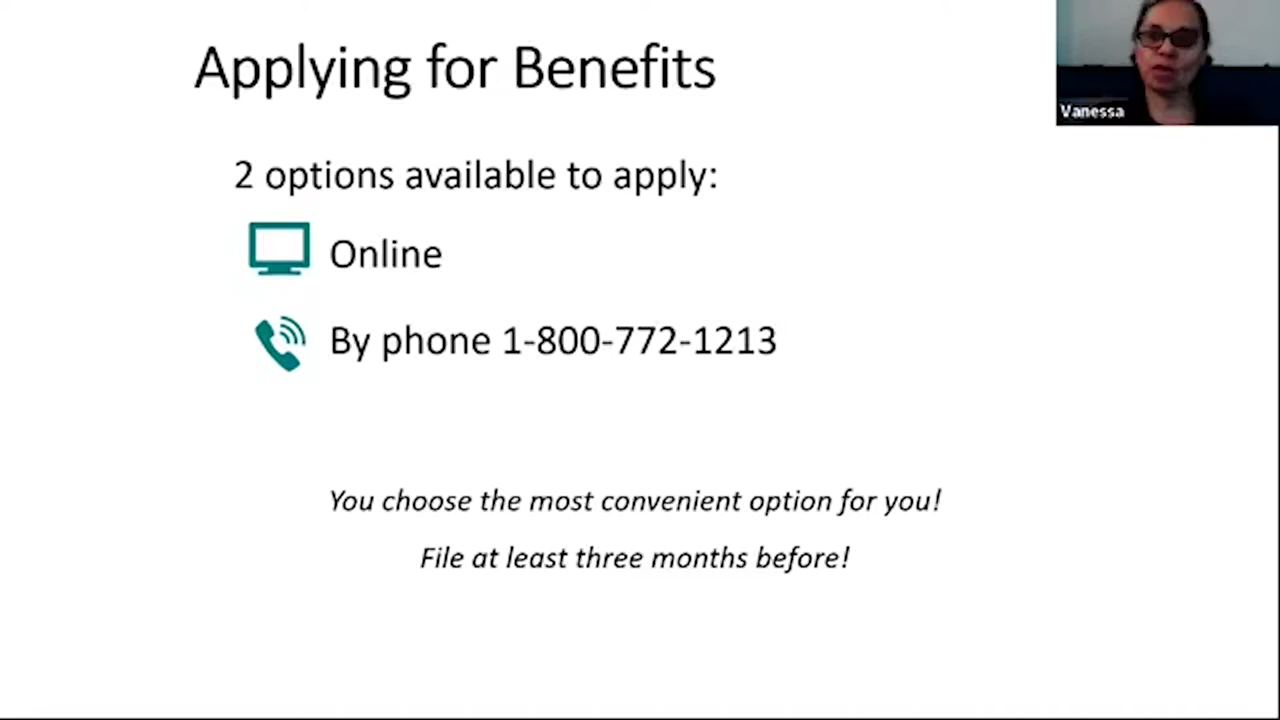 Applying for Benefits
Vanessa
2 options available to apply:
Online
By phone 1-800-772-1213
You choose the most convenient option for you!
File at least three months before!